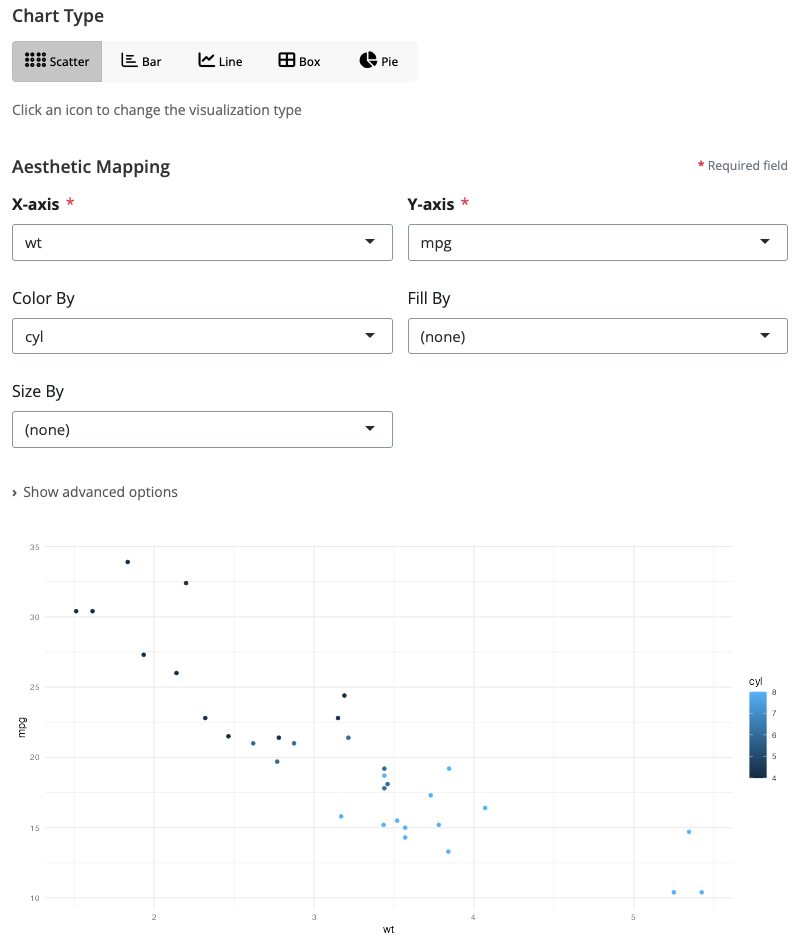 Chart Type
Scatter Bar Line Box Pie
Click an icon to change the visualization type
Aesthetic Mapping * Required field
X-axis * Y-axis *
wt mpg
Color By Fill By
cyl (none)
Size By
(none)
› Show advanced options
35
30
25
20
15
10
mpg
2 3 4 5
wt
cyl
8
7
6
5
4